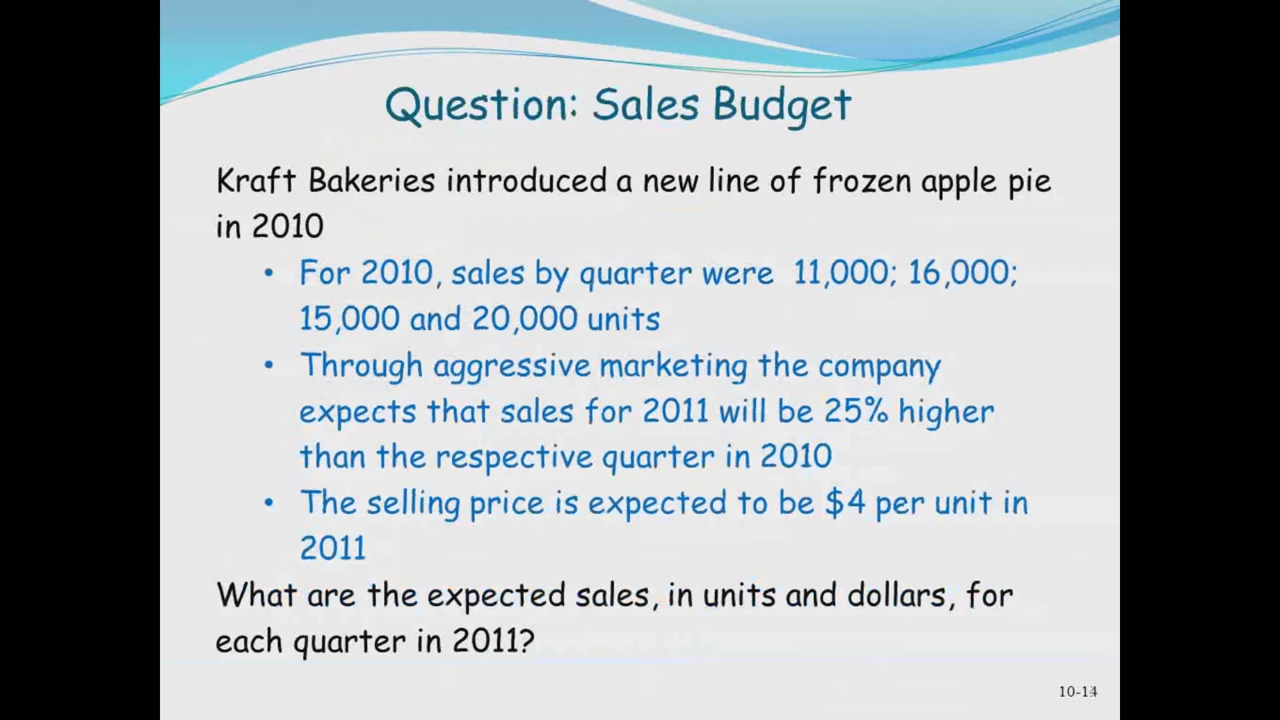 Question: Sales Budget
Kraft Bakeries introduced a new line of frozen apple pie
in 2010
• For 2010, sales by quarter were 11,000; 16,000;
15,000 and 20,000 units
• Through aggressive marketing the company
expects that sales for 2011 will be 25% higher
than the respective quarter in 2010
• The selling price is expected to be $4 per unit in
2011
What are the expected sales, in units and dollars, for
each quarter in 2011?
10-14